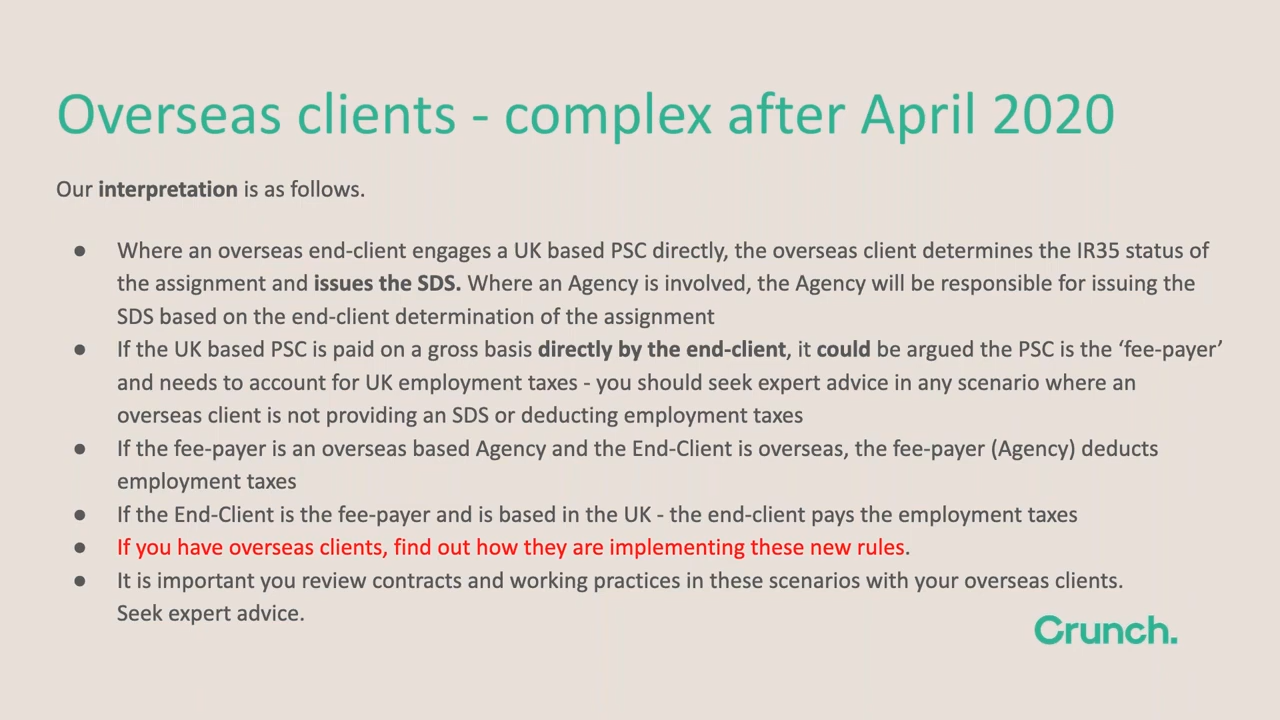 Overseas clients - complex after April 2020
Our interpretation is as follows.
● Where an overseas end-client engages a UK based PSC directly, the overseas client determines the IR35 status of
the assignment and issues the SDS. Where an Agency is involved, the Agency will be responsible for issuing the
SDS based on the end-client determination of the assignment
● If the UK based PSC is paid on a gross basis directly by the end-client, it could be argued the PSC is the ‘fee-payer’
and needs to account for UK employment taxes - you should seek expert advice in any scenario where an
overseas client is not providing an SDS or deducting employment taxes
● If the fee-payer is an overseas based Agency and the End-Client is overseas, the fee-payer (Agency) deducts
employment taxes
● If the End-Client is the fee-payer and is based in the UK - the end-client pays the employment taxes
● If you have overseas clients, find out how they are implementing these new rules.
● It is important you review contracts and working practices in these scenarios with your overseas clients.
Seek expert advice.
Crunch.